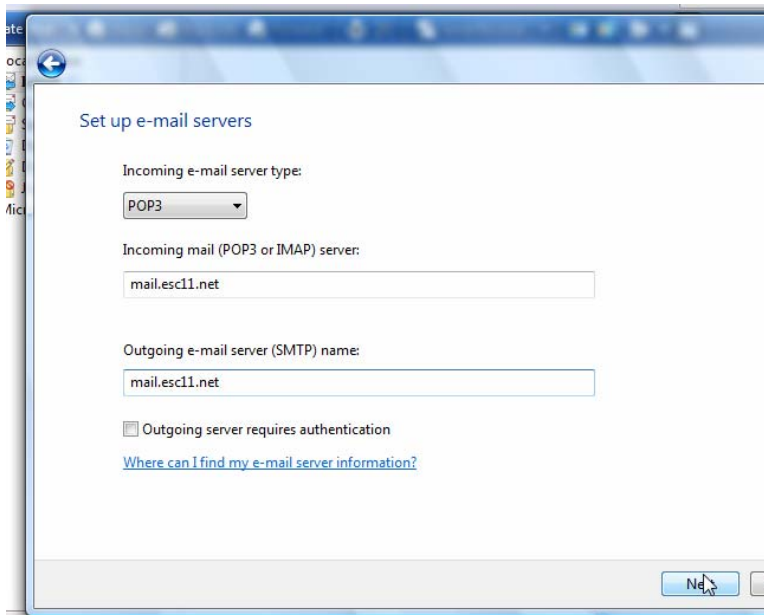 Set up e-mail servers
Incoming e-mail server type:
POP3
Incoming mail (POP3 or IMAP) server:
mail.esc11.net
Outgoing e-mail server (SMTP) name:
mail.esc11.net
Outgoing server requires authentication
Where can I find my e-mail server information?